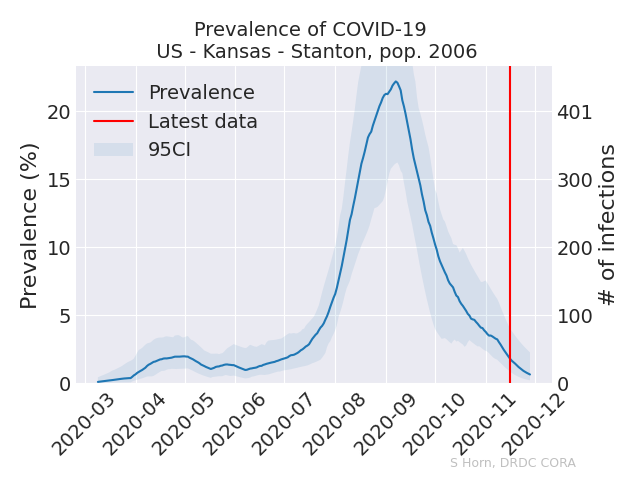 Prevalence of COVID-19
US - Kansas - Stanton, pop. 2006
Prevalence
Latest data
95CI
Prevalence (%)
20
15
10
5
0
401
300
200
100
0
# of infections
2020-03
2020-04
2020-05
2020-06
2020-07
2020-08
2020-09
2020-10
2020-11
2020-12
S Horn, DRDC CORA